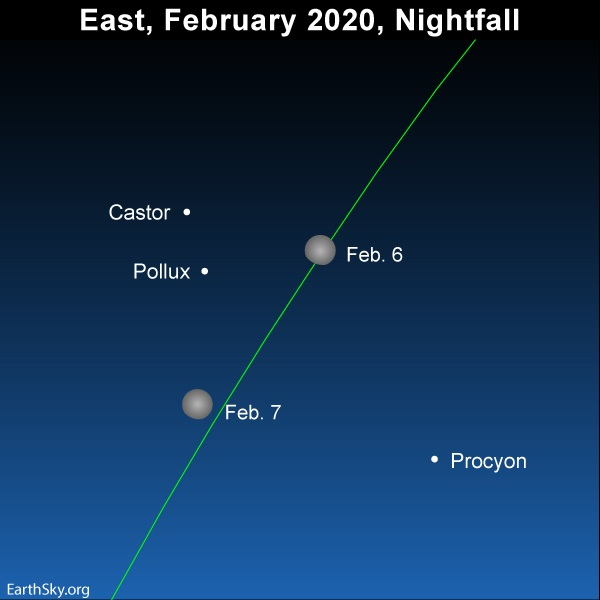 East, February 2020, Nightfall
Castor
Feb. 6
Pollux
Feb. 7
Procyon
EarthSky.org